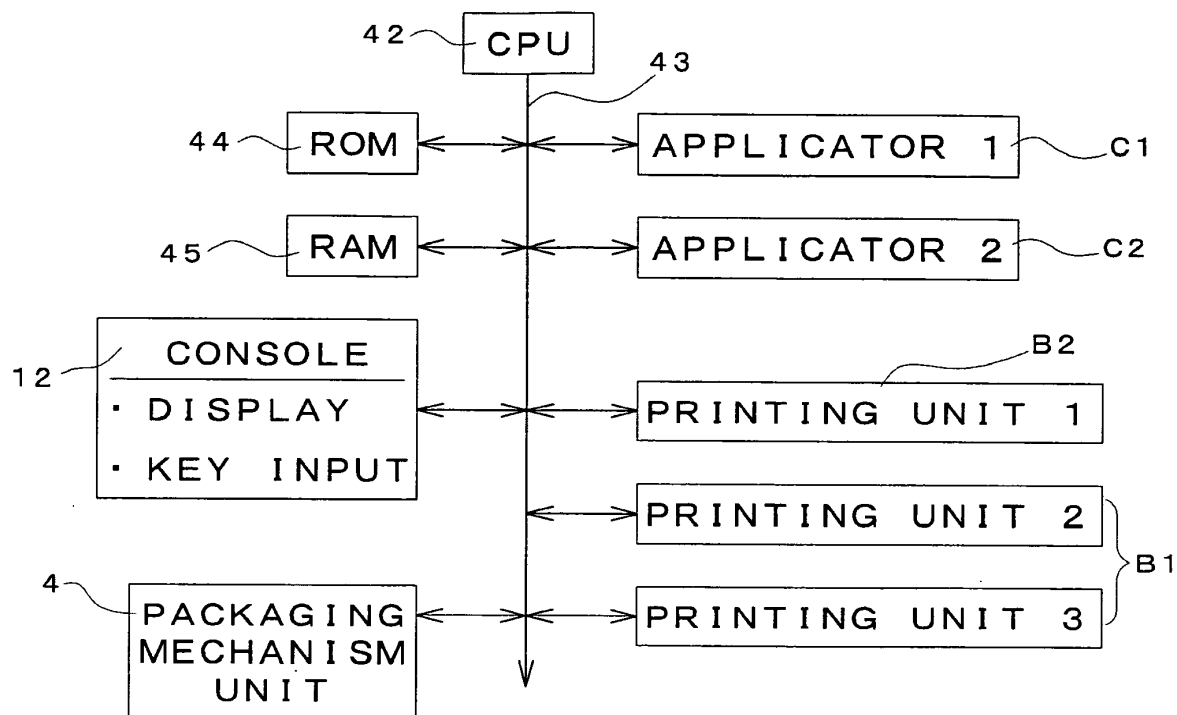 42
CPU
43
44
ROM
APPLICATOR 1
C1
45
RAM
APPLICATOR 2
C2
12
CONSOLE
· DISPLAY
· KEY INPUT
B2
PRINTING UNIT 1
PRINTING UNIT 2
B1
4
PACKAGING
MECHANISM
UNIT
PRINTING UNIT 3